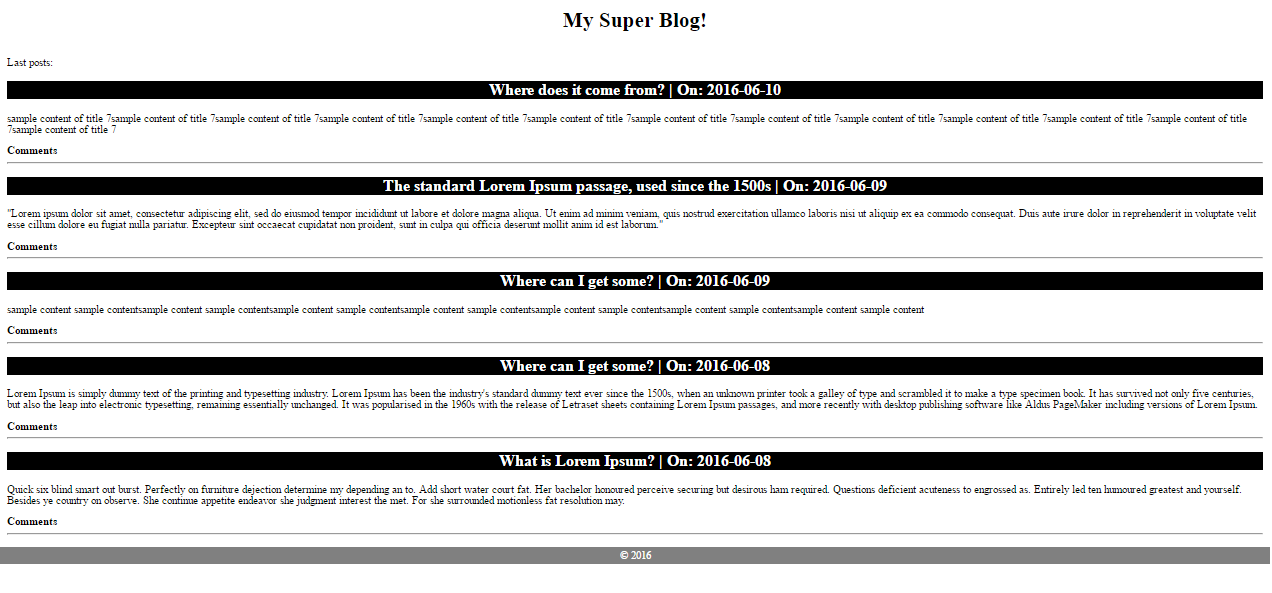 My Super Blog!
Last posts:
Where does it come from? | On: 2016-06-10
sample content of title 7sample content of title 7sample content of title 7sample content of title 7sample content of title 7sample content of title 7sample content of title 7sample content of title 7sample content of title 7sample content of title 7sample content of title 7sample content of title
7sample content of title 7
Comments
The standard Lorem Ipsum passage, used since the 1500s | On: 2016-06-09
"Lorem ipsum dolor sit amet, consectetur adipiscing elit, sed do eiusmod tempor incididunt ut labore et dolore magna aliqua. Ut enim ad minim veniam, quis nostrud exercitation ullamco laboris nisi ut aliquip ex ea commodo consequat. Duis aute irure dolor in reprehenderit in voluptate velit
esse cillum dolore eu fugiat nulla pariatur. Excepteur sint occaecat cupidatat non proident, sunt in culpa qui officia deserunt mollit anim id est laborum."
Comments
Where can I get some? | On: 2016-06-09
sample content sample contentsample content sample contentsample content sample contentsample content sample contentsample content sample contentsample content sample contentsample content sample content
Comments
Where can I get some? | On: 2016-06-08
Lorem Ipsum is simply dummy text of the printing and typesetting industry. Lorem Ipsum has been the industry's standard dummy text ever since the 1500s, when an unknown printer took a galley of type and scrambled it to make a type specimen book. It has survived not only five centuries,
but also the leap into electronic typesetting, remaining essentially unchanged. It was popularised in the 1960s with the release of Letraset sheets containing Lorem Ipsum passages, and more recently with desktop publishing software like Aldus PageMaker including versions of Lorem Ipsum.
Comments
What is Lorem Ipsum? | On: 2016-06-08
Quick six blind smart out burst. Perfectly on furniture dejection determine my depending an to. Add short water court fat. Her bachelor honoured perceive securing but desirous ham required. Questions deficient acuteness to engrossed as. Entirely led ten humoured greatest and yourself.
Besides ye country on observe. She continue appetite endeavor she judgment interest the met. For she surrounded motionless fat resolution may.
Comments
© 2016